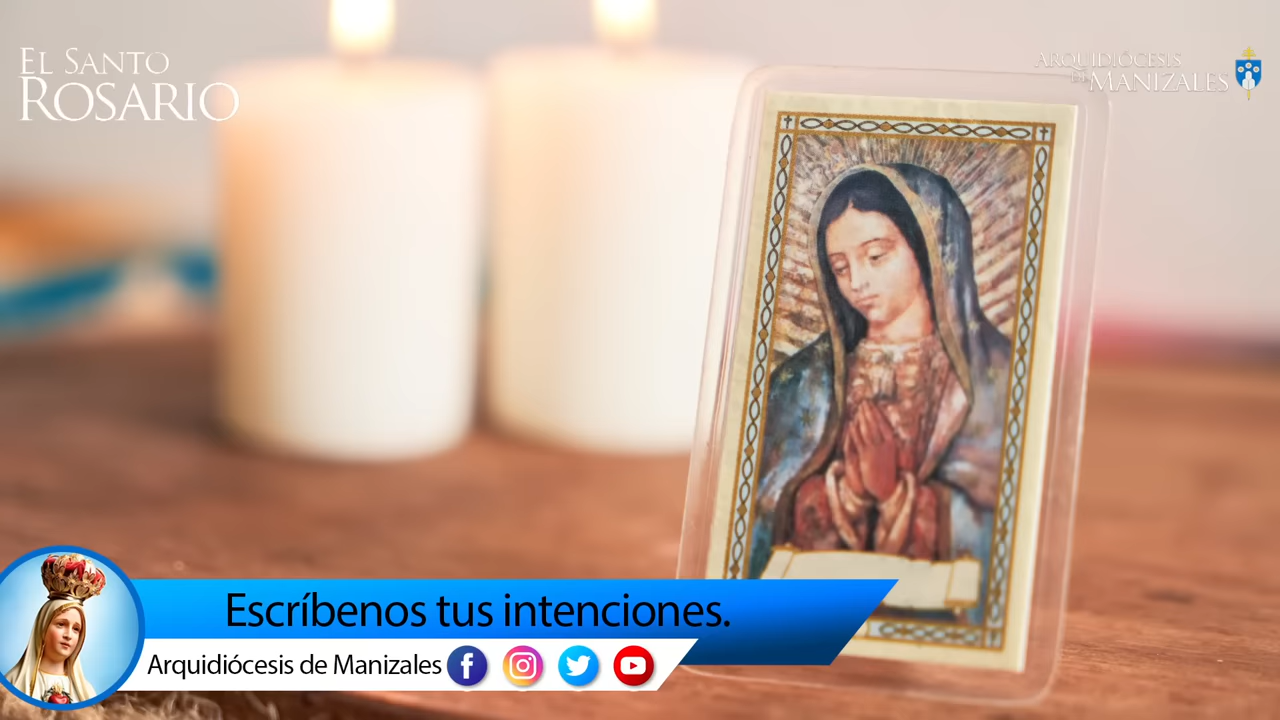 EL SANTO
ROSARIO
ARQUIDIÓCESIS
DE MANIZALES
Escríbenos tus intenciones.
Arquidiócesis de Manizales